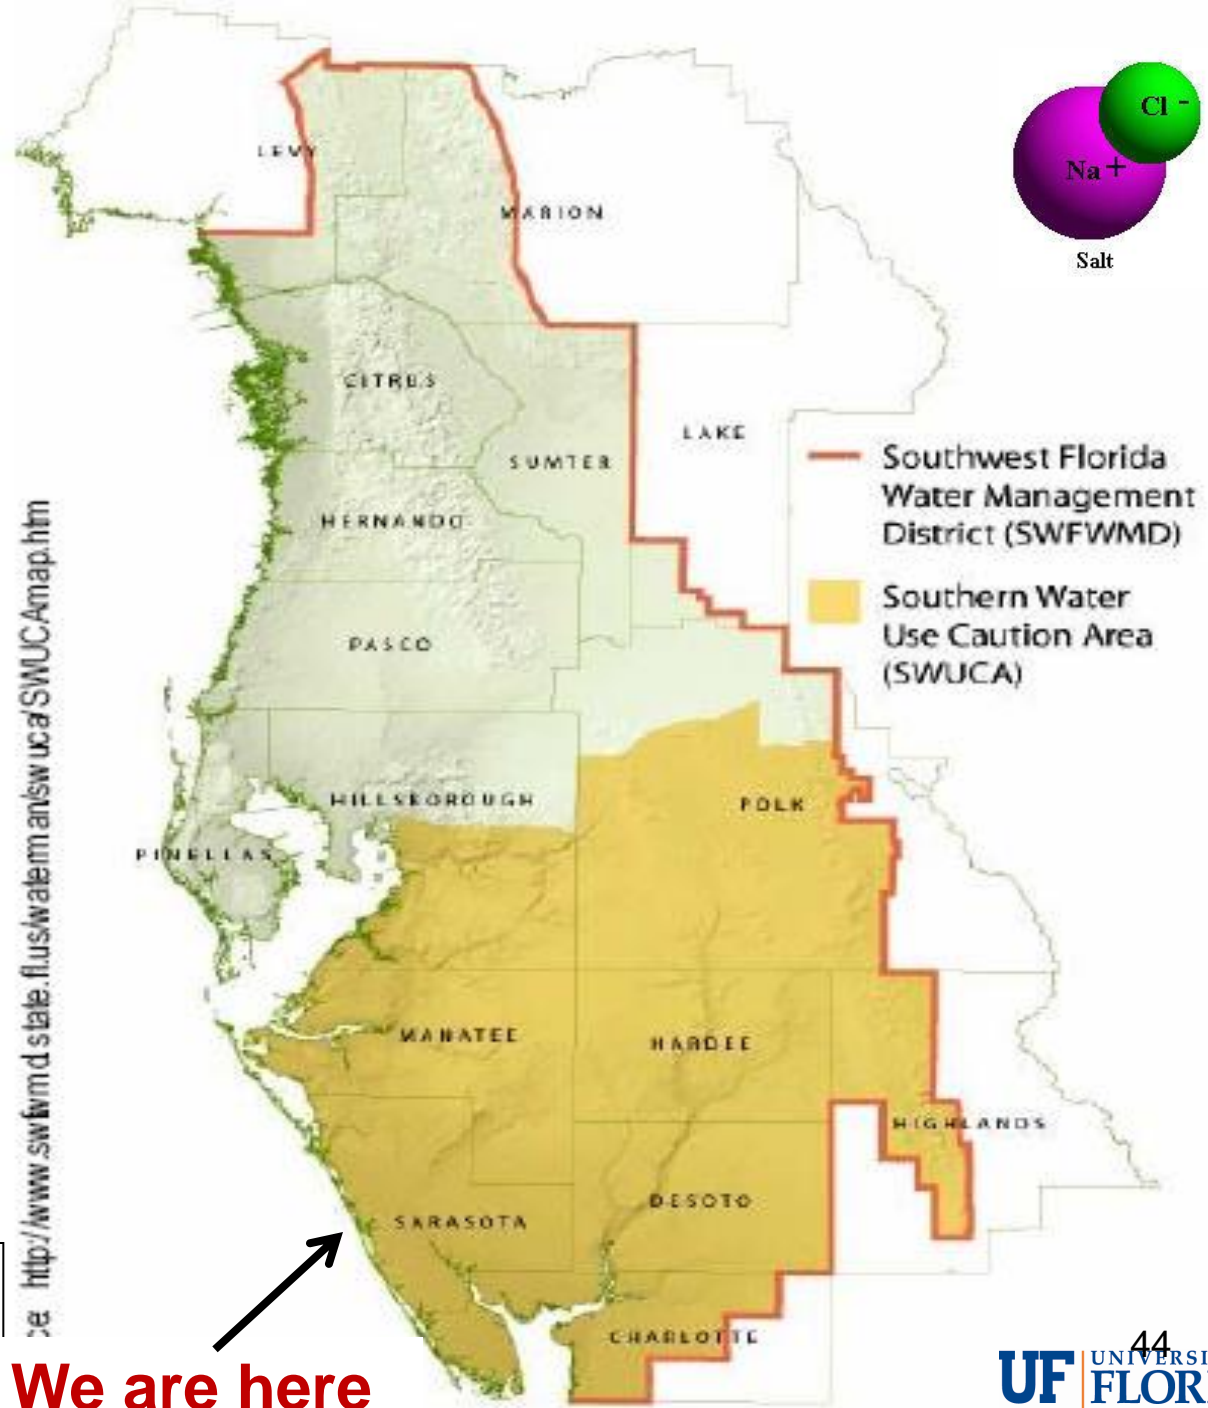 Cl -
Na +
Salt
LEVY
MARION
CITRUS
LAKE
SUMTER
Southwest Florida
Water Management
District (SWFWMD)
HERNANDO
Southern Water
Use Caution Area
(SWUCA)
PASCO
HILLSBOROUGH
POLK
PINELLAS
MANATEE
HARDEE
HIGHLANDS
DESOTO
SARASOTA
CHARLOTTE
http://www.swfwmd.state.fl.us/waterman/swuca/SWUCAmap.htm
We are here
44
UF